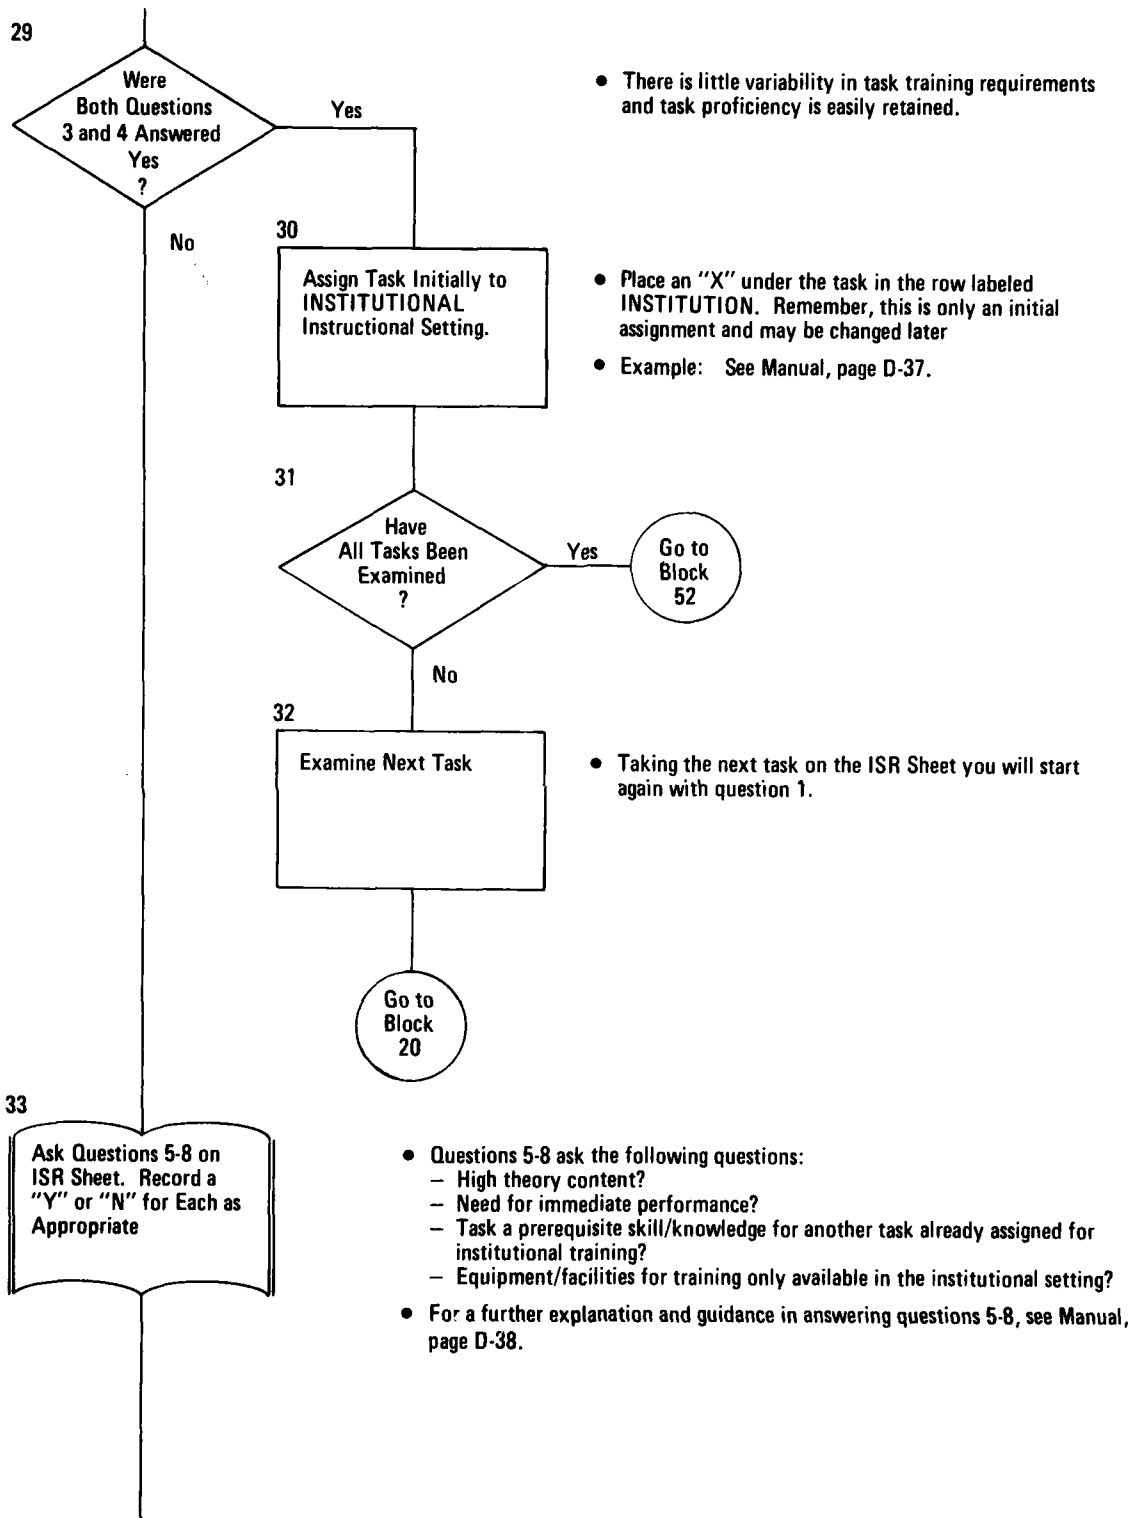 29
Were
Both Questions
3 and 4 Answered
Yes
?
Yes
No
● There is little variability in task training requirements
and task proficiency is easily retained.
30
Assign Task Initially to
INSTITUTIONAL
Instructional Setting.
● Place an "X" under the task in the row labeled
INSTITUTION. Remember, this is only an initial
assignment and may be changed later
● Example: See Manual, page D-37.
31
Have
All Tasks Been
Examined
?
Yes
Go to
Block
52
No
32
Examine Next Task
● Taking the next task on the ISR Sheet you will start
again with question 1.
Go to
Block
20
33
Ask Questions 5-8 on
ISR Sheet. Record a
"Y" or "N" for Each as
Appropriate
● Questions 5-8 ask the following questions:
– High theory content?
– Need for immediate performance?
– Task a prerequisite skill/knowledge for another task already assigned for
institutional training?
– Equipment/facilities for training only available in the institutional setting?
● For a further explanation and guidance in answering questions 5-8, see Manual,
page D-38.